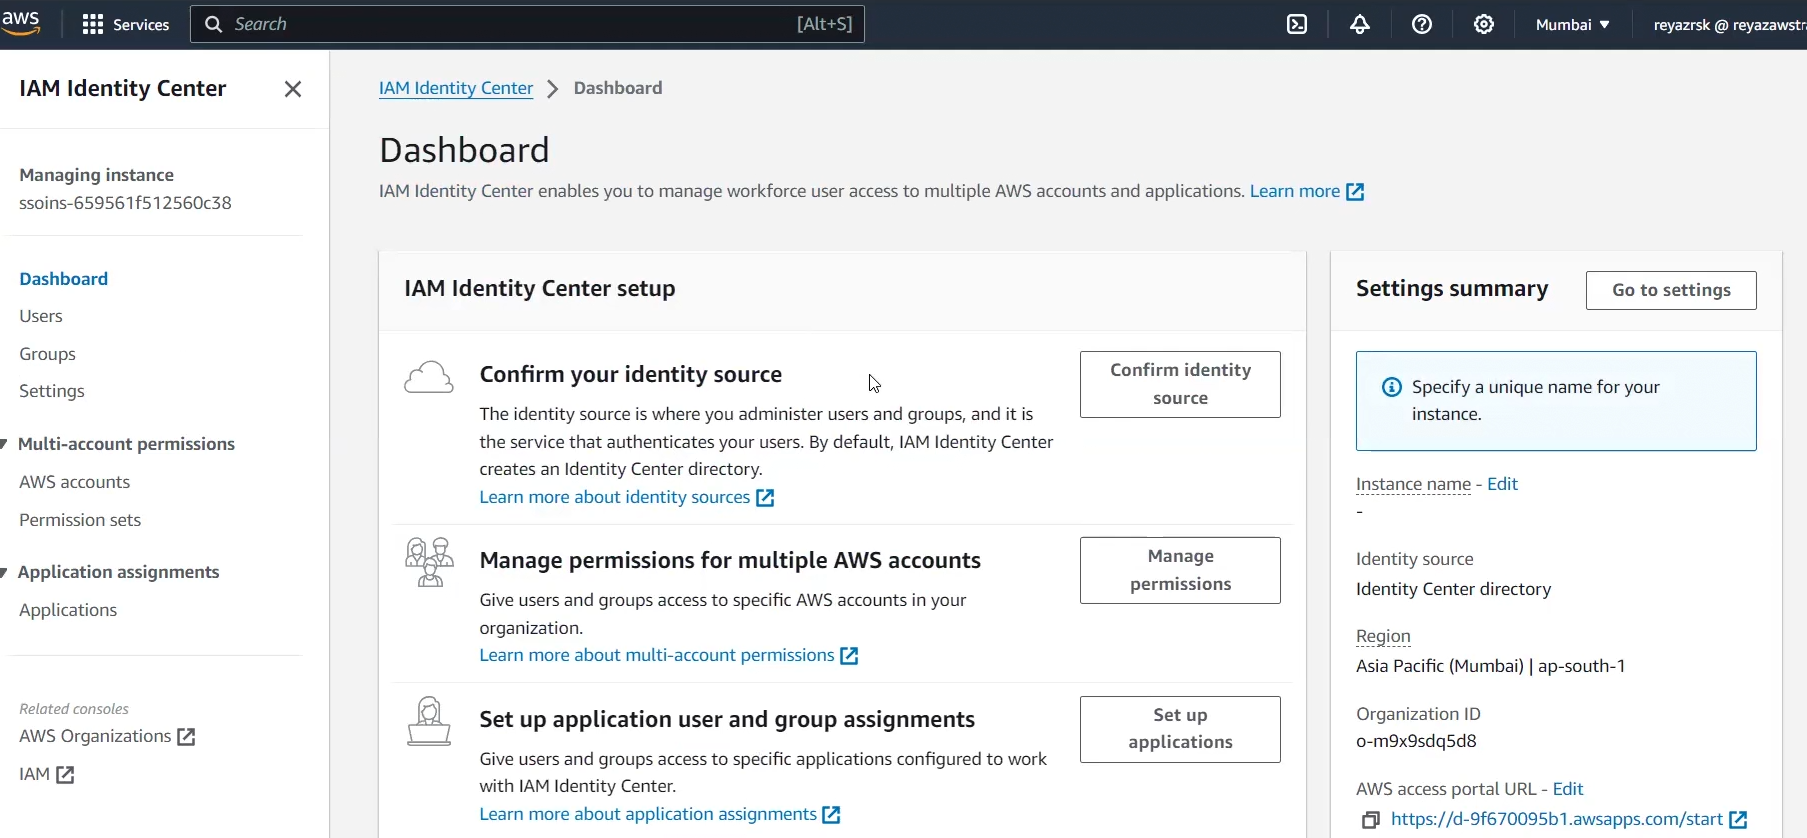 aws
Services
Search
[Alt+S]
Mumbai
reyazrsk @ reyazawstra
IAM Identity Center
Managing instance
ssoins-659561f512560c38
Dashboard
Users
Groups
Settings
Multi-account permissions
AWS accounts
Permission sets
Application assignments
Applications
Related consoles
AWS Organizations
IAM
IAM Identity Center > Dashboard
Dashboard
IAM Identity Center enables you to manage workforce user access to multiple AWS accounts and applications. Learn more
IAM Identity Center setup
Confirm your identity source
The identity source is where you administer users and groups, and it is
the service that authenticates your users. By default, IAM Identity Center
creates an Identity Center directory.
Learn more about identity sources
Confirm identity
source
Manage permissions for multiple AWS accounts
Give users and groups access to specific AWS accounts in your
organization.
Learn more about multi-account permissions
Manage
permissions
Set up application user and group assignments
Give users and groups access to specific applications configured to work
with IAM Identity Center.
Learn more about application assignments
Set up
applications
Settings summary
Go to settings
Specify a unique name for your
instance.
Instance name - Edit
-
Identity source
Identity Center directory
Region
Asia Pacific (Mumbai) | ap-south-1
Organization ID
o-m9x9sdq5d8
AWS access portal URL - Edit
https://d-9f670095b1.awsapps.com/start